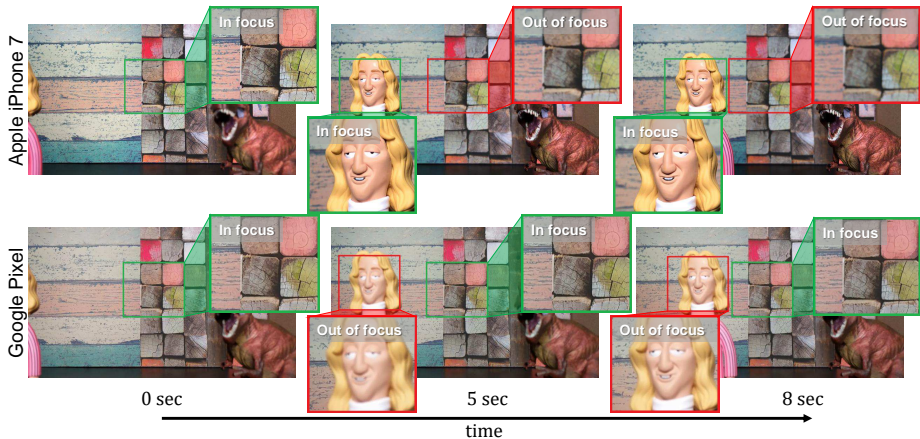 Apple iPhone 7
In focus
Out of focus
Out of focus
In focus
In focus
Google Pixel
In focus
In focus
In focus
Out of focus
Out of focus
0 sec
5 sec
8 sec
time